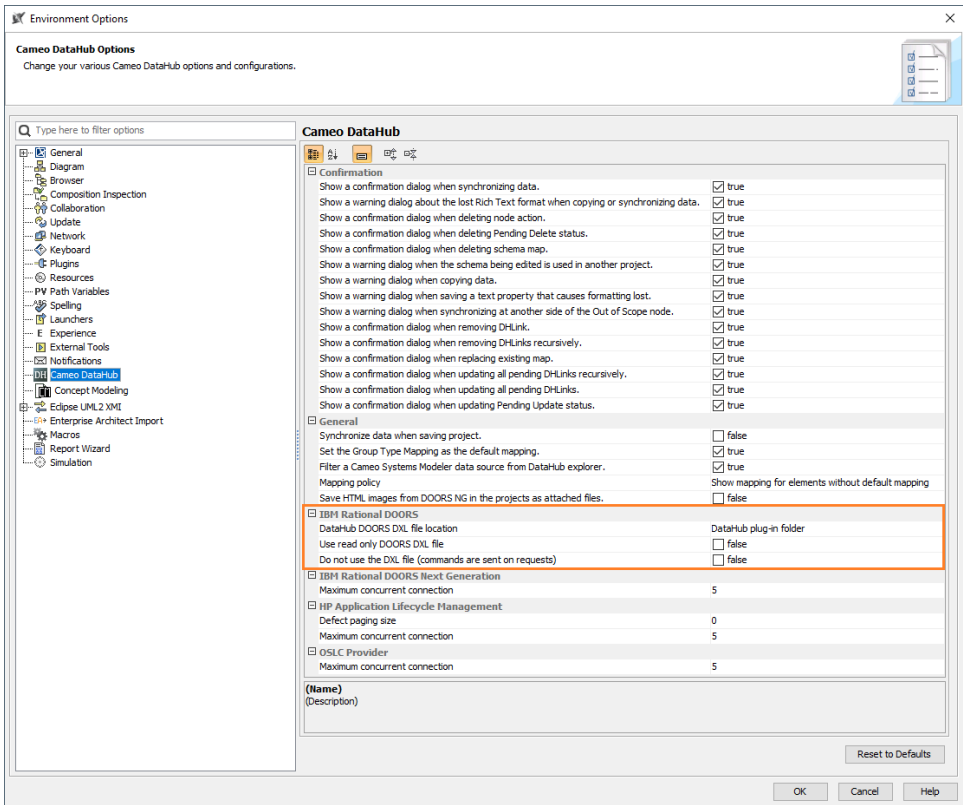 Environment Options
Cameo DataHub Options
Change your various Cameo DataHub options and configurations.
Type here to filter options
General
Diagram
Browser
Composition Inspection
Collaboration
Update
Network
Keyboard
Plugins
Resources
PV Path Variables
Spelling
Launchers
E Experience
External Tools
Notifications
DH Cameo DataHub
Concept Modeling
Eclipse UML2 XMI
EA Enterprise Architect Import
Macros
Report Wizard
Simulation
Cameo DataHub
Confirmation
Show a confirmation dialog when synchronizing data. true
Show a warning dialog about the lost Rich Text format when copying or synchronizing data. true
Show a confirmation dialog when deleting node action. true
Show a confirmation dialog when deleting Pending Delete status. true
Show a confirmation dialog when deleting schema map. true
Show a warning dialog when the schema being edited is used in another project. true
Show a warning dialog when copying data. true
Show a warning dialog when saving a text property that causes formatting lost. true
Show a warning dialog when synchronizing at another side of the Out of Scope node. true
Show a confirmation dialog when removing DHLink. true
Show a confirmation dialog when removing DHLinks recursively. true
Show a confirmation dialog when replacing existing map. true
Show a confirmation dialog when updating all pending DHLinks recursively. true
Show a confirmation dialog when updating all pending DHLinks. true
Show a confirmation dialog when updating Pending Update status. true
General
Synchronize data when saving project. false
Set the Group Type Mapping as the default mapping. true
Filter a Cameo Systems Modeler data source from DataHub explorer. true
Mapping policy Show mapping for elements without default mapping
Save HTML images from DOORS NG in the projects as attached files. false
IBM Rational DOORS
DataHub DOORS DXL file location DataHub plug-in folder
Use read only DOORS DXL file false
Do not use the DXL file (commands are sent on requests) false
IBM Rational DOORS Next Generation
Maximum concurrent connection 5
HP Application Lifecycle Management
Defect paging size 0
Maximum concurrent connection 5
OSLC Provider
Maximum concurrent connection 5
(Name)
(Description)
Reset to Defaults
OK Cancel Help